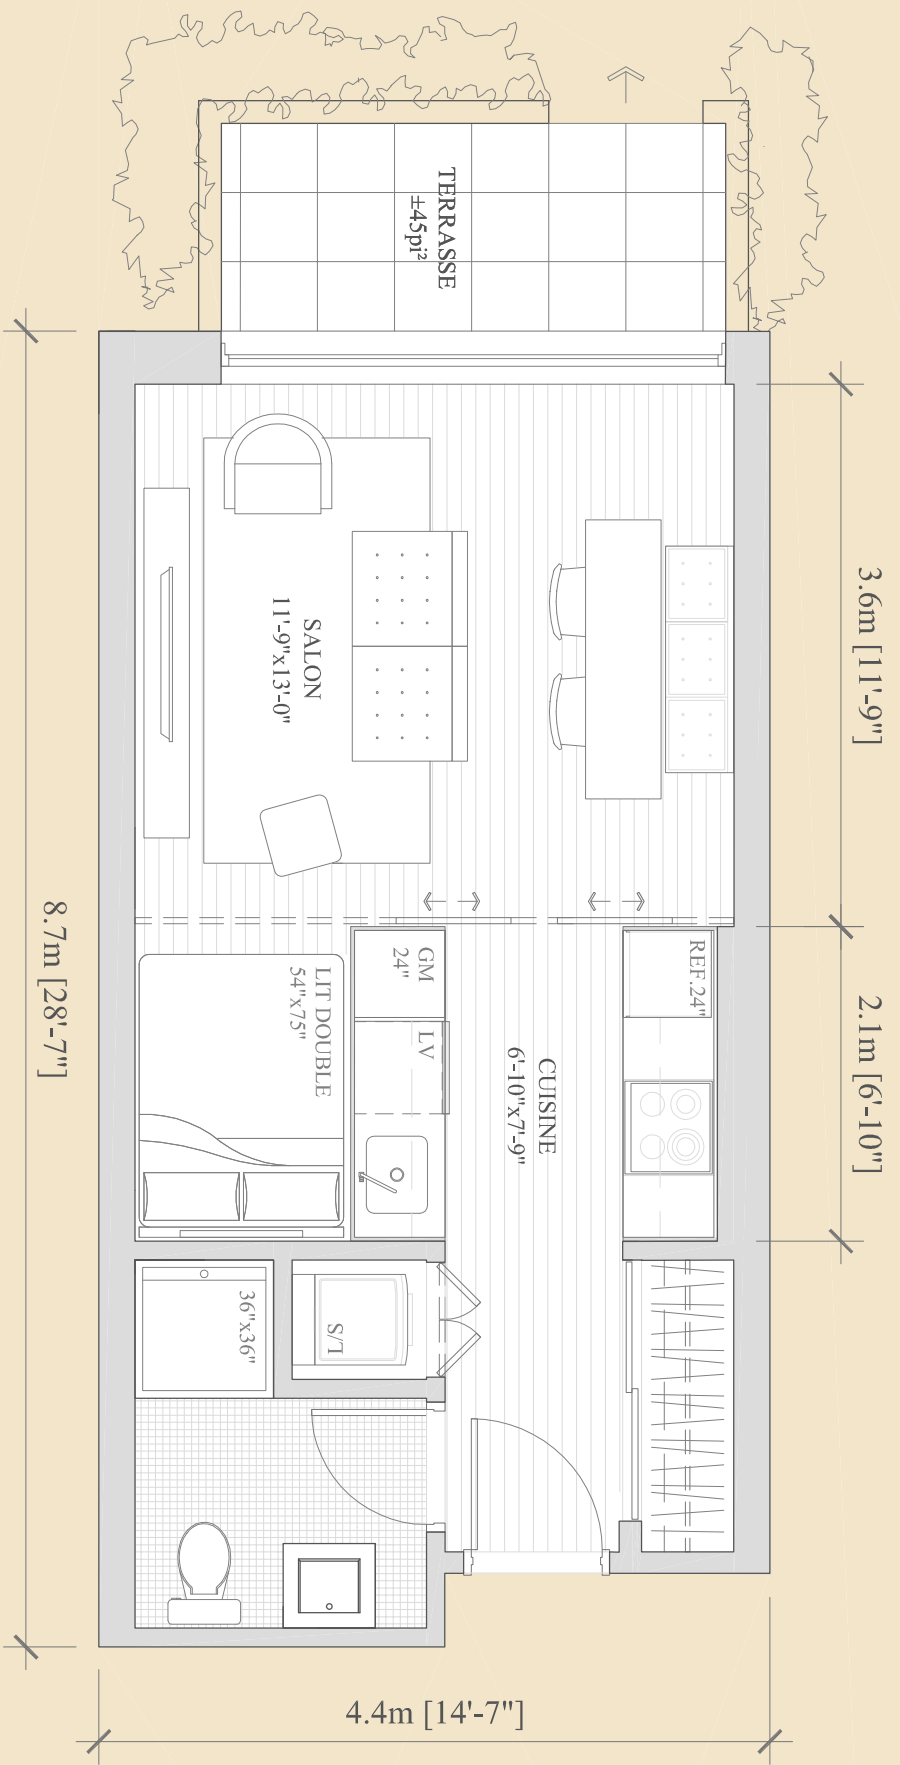 TERRASSE
±45pi²
3.6m [11'-9"]
SALON
11'-9"x13'-0"
8.7m [28'-7"]
LIT DOUBLE
54"x75"
GM
24"
LV
CUISINE
6'-10"x7'-9"
REF.24"
2.1m [6'-10"]
36"x36"
S/T
4.4m [14'-7"]